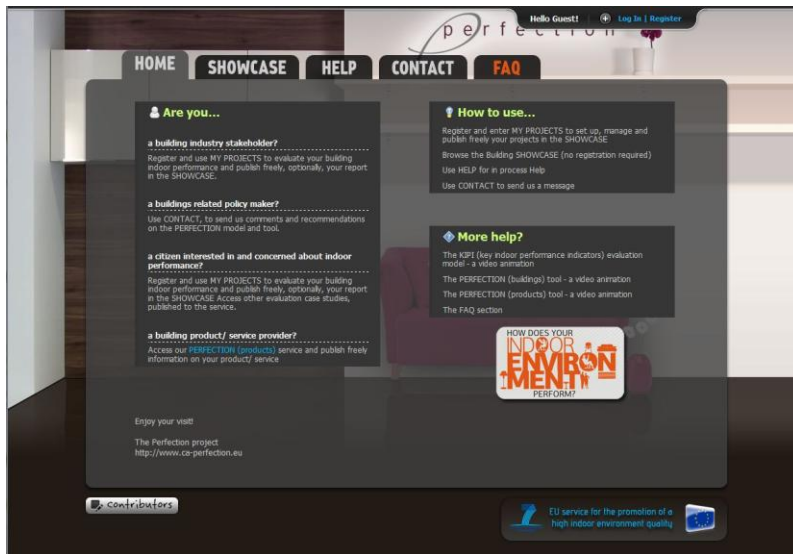 perfection
Hello Guest!
Log In | Register
HOME
SHOWCASE
HELP
CONTACT
FAQ
Are you...
a building industry stakeholder?
Register and use MY PROJECTS to evaluate your building
indoor performance and publish freely, optionally, your report
in the SHOWCASE.
a buildings related policy maker?
Use CONTACT, to send us comments and recommendations
on the PERFECTION model and tool.
a citizen interested in and concerned about indoor
performance?
Register and use MY PROJECTS to evaluate your building
indoor performance and publish freely, optionally, your report
in the SHOWCASE Access other evaluation case studies,
published to the service.
a building product/ service provider?
Access our PERFECTION (products) service and publish freely
information on your product/ service
How to use...
Register and enter MY PROJECTS to set up, manage and
publish freely your projects in the SHOWCASE
Browse the Building SHOWCASE (no registration required)
Use HELP for in process Help
Use CONTACT to send us a message
More help?
The KIPI (key indoor performance indicators) evaluation
model - a video animation
The PERFECTION (buildings) tool - a video animation
The PERFECTION (products) tool - a video animation
The FAQ section
HOW DOES YOUR
INDOOR
ENVIRON
MENT
PERFORM?
Enjoy your visit!
The Perfection project
http://www.ca-perfection.eu
contributors
EU service for the promotion of a
high indoor environment quality